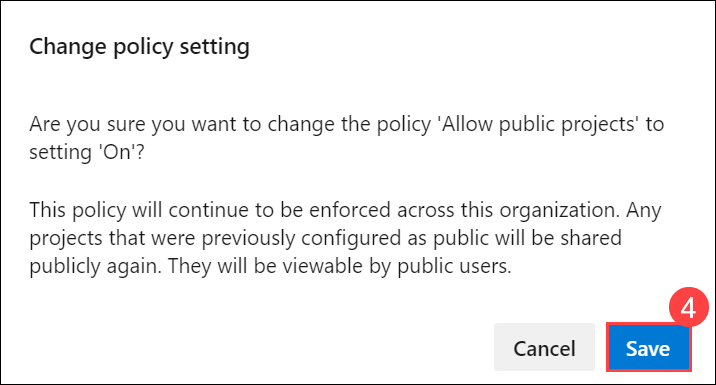 Change policy setting
Are you sure you want to change the policy 'Allow public projects' to
setting 'On'?
This policy will continue to be enforced across this organization. Any
projects that were previously configured as public will be shared
publicly again. They will be viewable by public users.
4
Cancel
Save